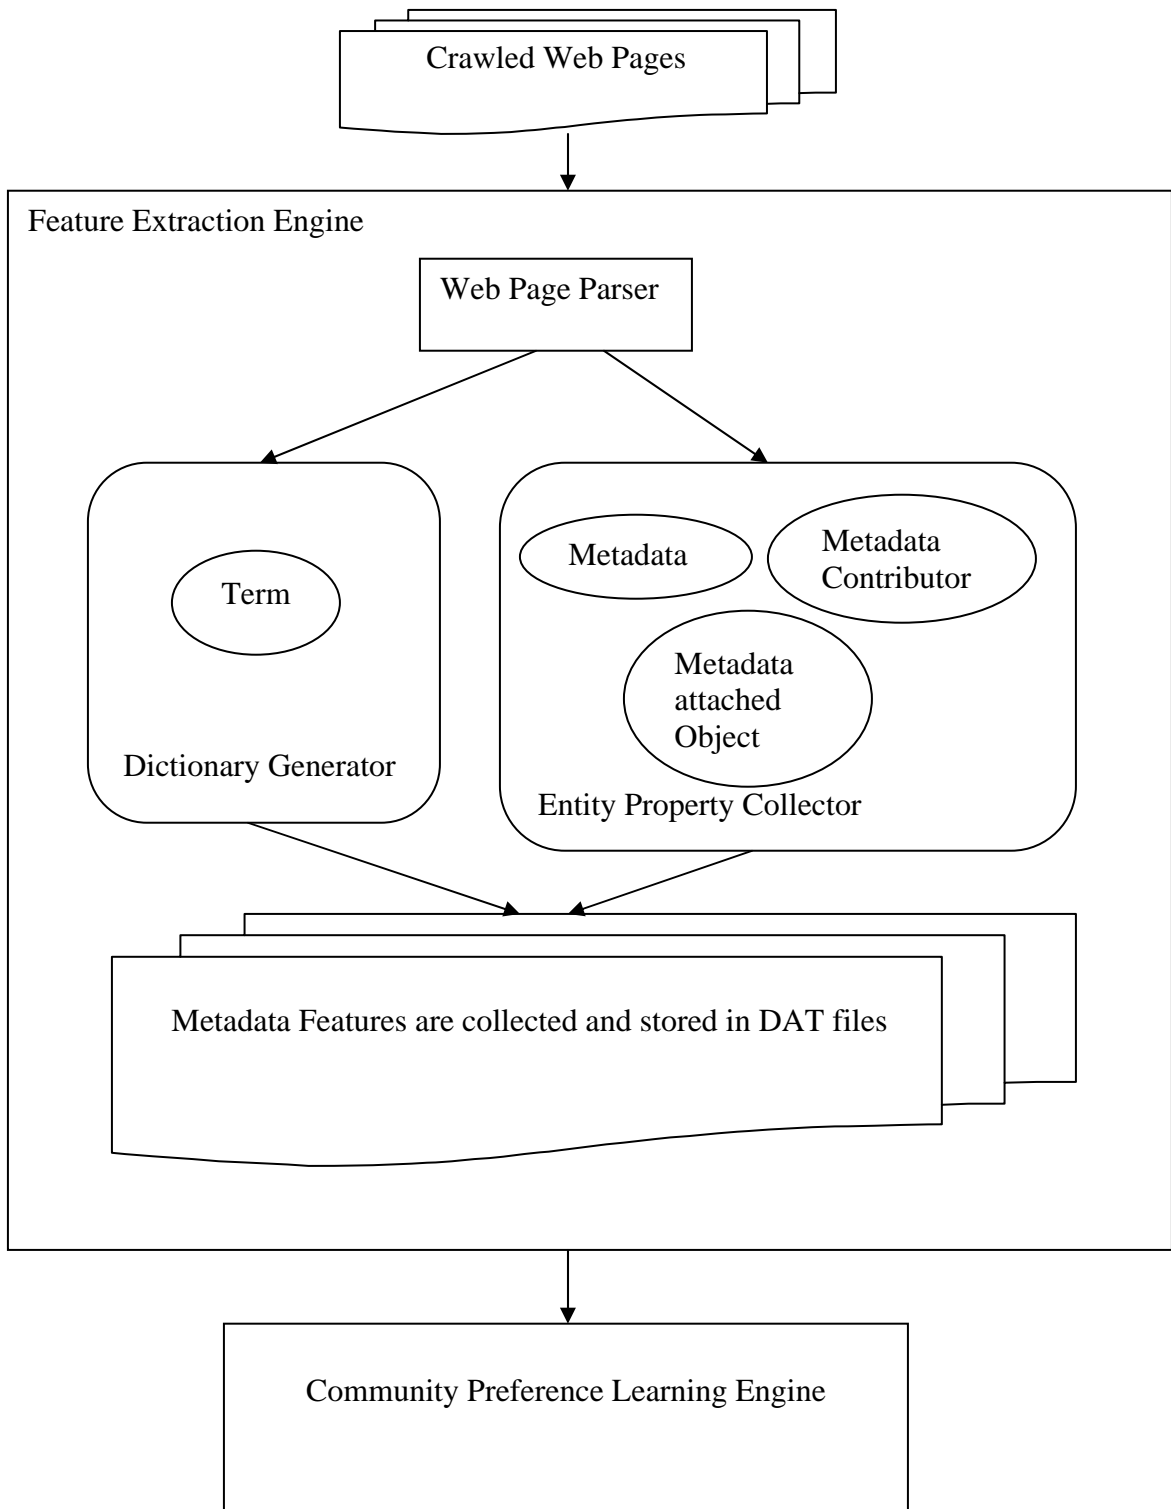 Crawled Web Pages
Feature Extraction Engine
Web Page Parser
Term
Dictionary Generator
Metadata
Metadata
Contributor
Metadata
attached
Object
Entity Property Collector
Metadata Features are collected and stored in DAT files
Community Preference Learning Engine